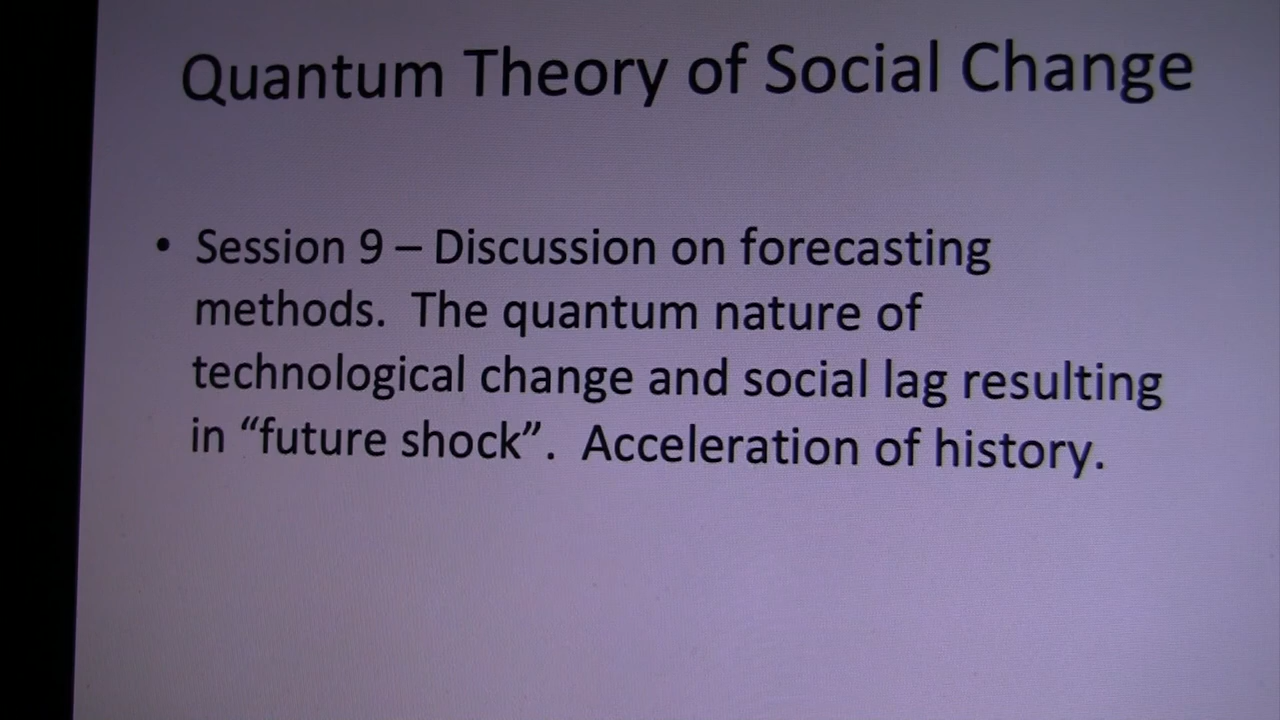 Quantum Theory of Social Change
• Session 9 – Discussion on forecasting
methods.  The quantum nature of
technological change and social lag resulting
in “future shock”.  Acceleration of history.